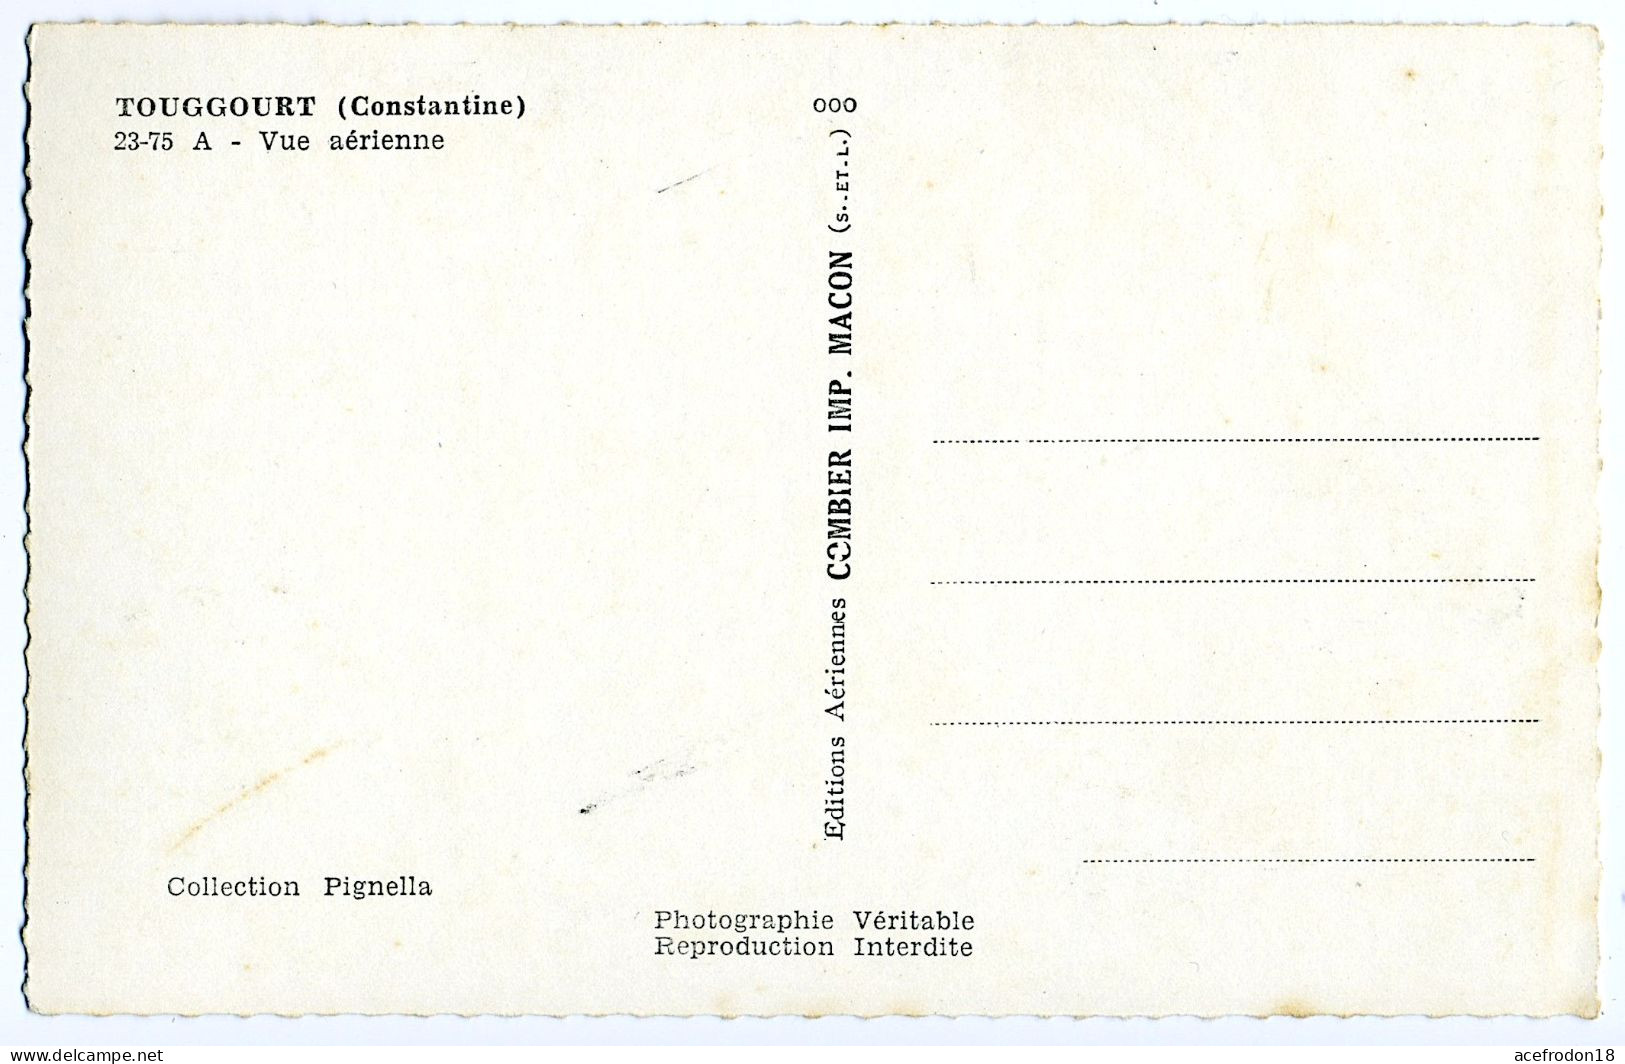 TOUGGOURT (Constantine)
23-75 A - Vue aérienne
ooo
Editions Aériennes COMBIER IMP. MACON (S.-ET-L.)
Collection Pignella
Photographie Véritable
Reproduction Interdite
www.delcampe.net
acefrodon18